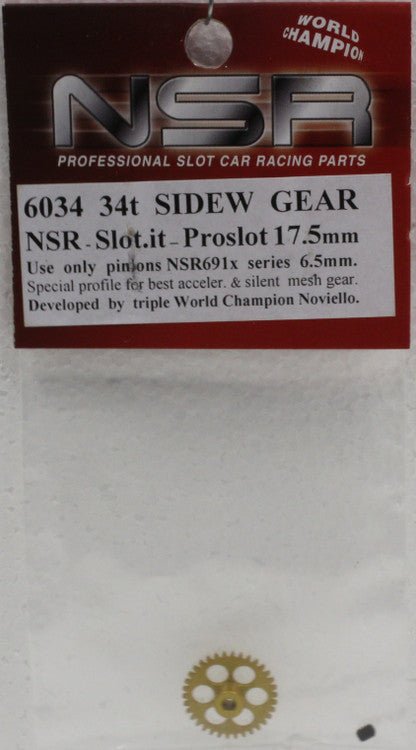 WORLD
CHAMPION
NSR
PROFESSIONAL SLOT CAR RACING PARTS
6034 34t SIDEW GEAR
NSR - Slot.it - Proslot 17.5mm
Use only pinions NSR691x series 6.5mm.
Special profile for best acceler. & silent mesh gear.
Developed by triple World Champion Noviello.